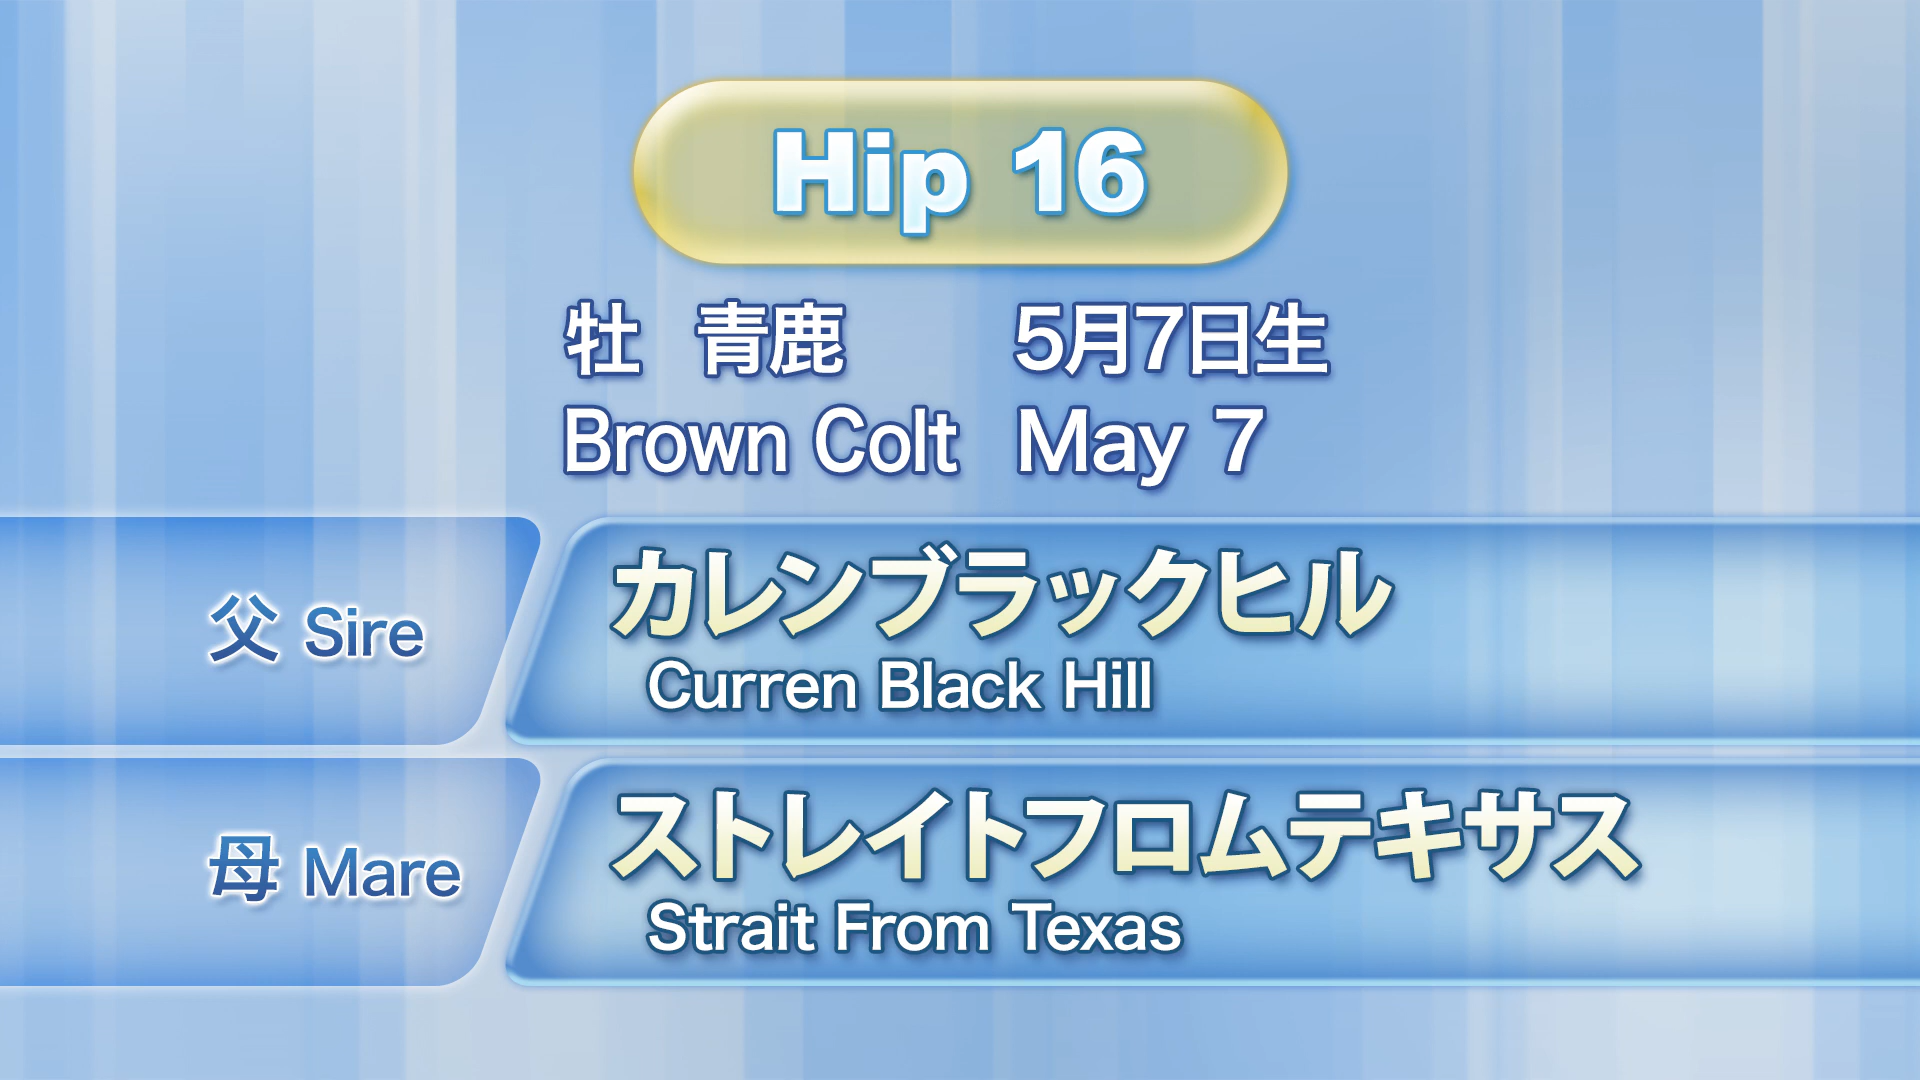 Hip 16
牡 青鹿 5月7日生
Brown Colt May 7
父 Sire
カレンブラックヒル
Curren Black Hill
母 Mare
ストレイトフロムテキサス
Strait From Texas